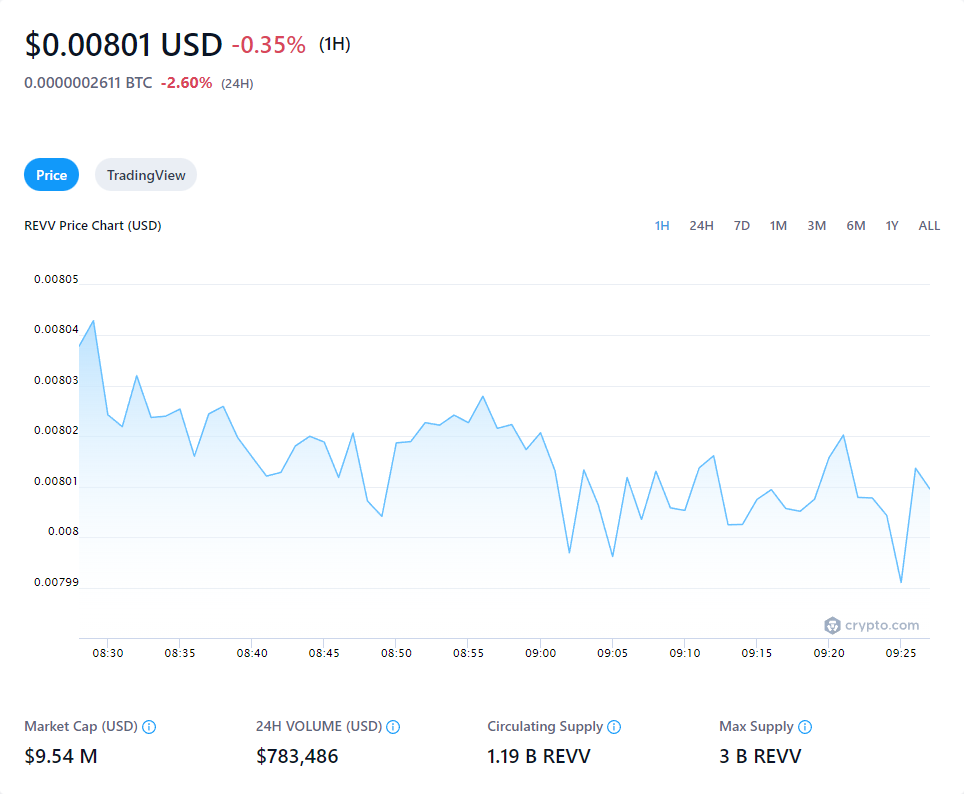 $0.00801 USD -0.35% (1H)
0.0000002611 BTC -2.60% (24H)
Price TradingView
REVV Price Chart (USD) 1H 24H 7D 1M 3M 6M 1Y ALL
0.00805
0.00804
0.00803
0.00802
0.00801
0.008
0.00799
crypto.com
08:30 08:35 08:40 08:45 08:50 08:55 09:00 09:05 09:10 09:15 09:20 09:25
Market Cap (USD) 24H VOLUME (USD) Circulating Supply Max Supply
$9.54 M $783,486 1.19 B REVV 3 B REVV